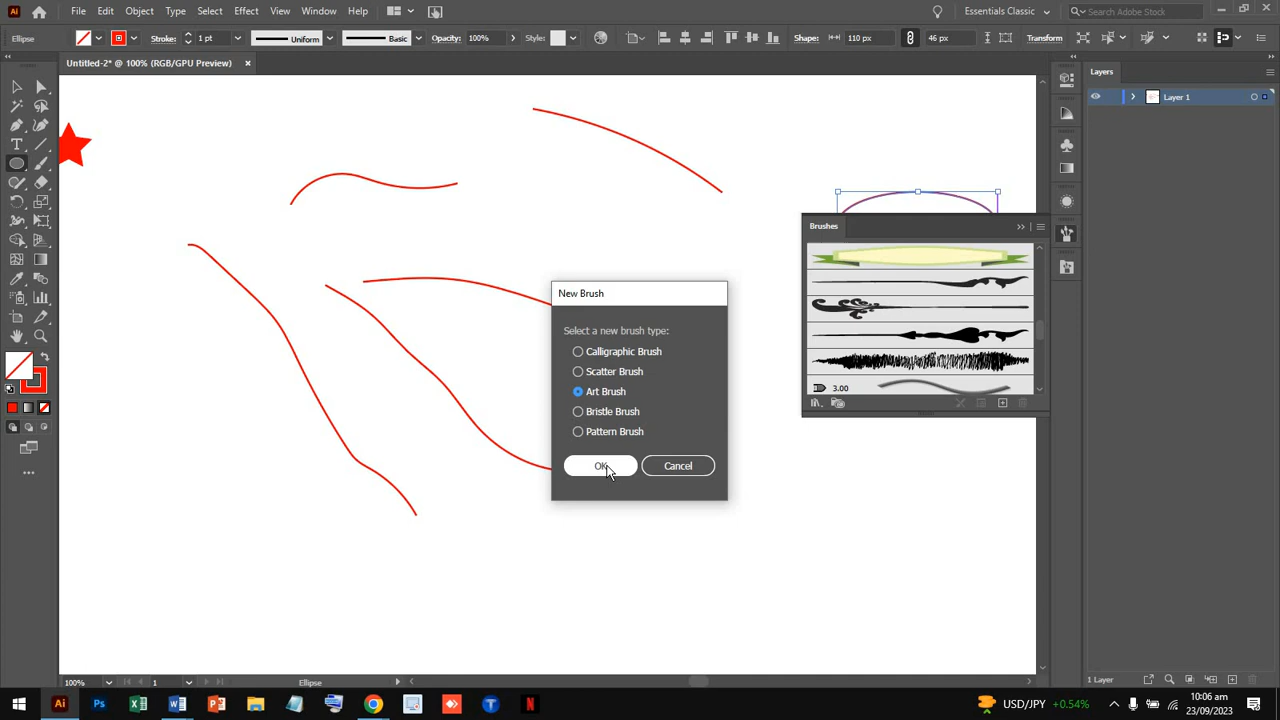 Ai File Edit Object Type Select Effect View Window Help Essentials Classic Search Adobe Stock
Ellipse Stroke: 1 pt Uniform Basic Opacity: 100% Style: Shape: 110 px 46 px Transform
Untitled-2* @ 100% (RGB/GPU Preview) ×
Layers
Layer 1
Brushes
New Brush
Select a new brush type:
Calligraphic Brush
Scatter Brush
Art Brush
Bristle Brush
Pattern Brush
OK Cancel
3.00
100% 1 Ellipse
1 Layer
Ai Ps X W P T N USD/JPY +0.54% 10:06 am
23/09/2023